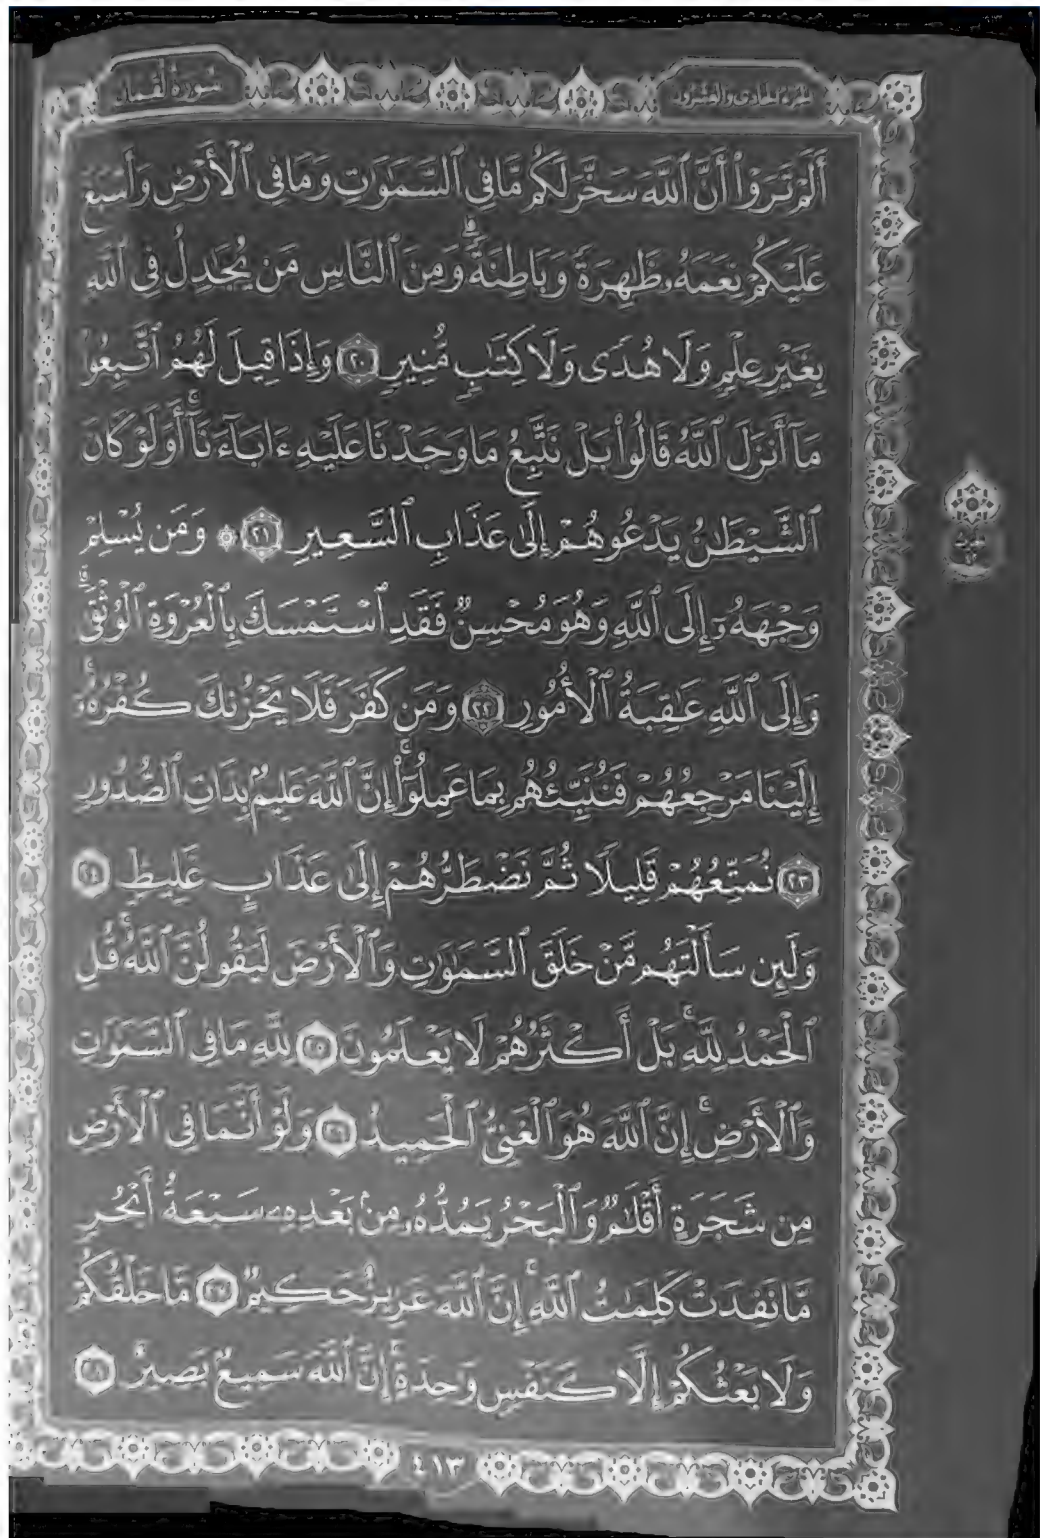 الجزء الحادي والعشرون
سورة لقمان
أَلَمْ تَرَوْا۟ أَنَّ ٱللَّهَ سَخَّرَ لَكُم مَّا فِى ٱلسَّمَـٰوَٰتِ وَمَا فِى ٱلْأَرْضِ وَأَسْبَغَ
عَلَيْكُمْ نِعَمَهُۥ ظَـٰهِرَةً وَبَاطِنَةً ۗ وَمِنَ ٱلنَّاسِ مَن يُجَـٰدِلُ فِى ٱللَّهِ
بِغَيْرِ عِلْمٍ وَلَا هُدًى وَلَا كِتَـٰبٍ مُّنِيرٍ ٢٠ وَإِذَا قِيلَ لَهُمُ ٱتَّبِعُوا۟
مَآ أَنزَلَ ٱللَّهُ قَالُوا۟ بَلْ نَتَّبِعُ مَا وَجَدْنَا عَلَيْهِ ءَابَآءَنَآ ۚ أَوَلَوْ كَانَ
ٱلشَّيْطَـٰنُ يَدْعُوهُمْ إِلَىٰ عَذَابِ ٱلسَّعِيرِ ٢١ ۞ وَمَن يُسْلِمْ
وَجْهَهُۥٓ إِلَى ٱللَّهِ وَهُوَ مُحْسِنٌ فَقَدِ ٱسْتَمْسَكَ بِٱلْعُرْوَةِ ٱلْوُثْقَىٰ ۗ
وَإِلَى ٱللَّهِ عَـٰقِبَةُ ٱلْأُمُورِ ٢٢ وَمَن كَفَرَ فَلَا يَحْزُنكَ كُفْرُهُۥٓ ۚ
إِلَيْنَا مَرْجِعُهُمْ فَنُنَبِّئُهُم بِمَا عَمِلُوٓا۟ ۚ إِنَّ ٱللَّهَ عَلِيمٌۢ بِذَاتِ ٱلصُّدُورِ
٢٣ نُمَتِّعُهُمْ قَلِيلًا ثُمَّ نَضْطَرُّهُمْ إِلَىٰ عَذَابٍ غَلِيظٍ ٢٤
وَلَئِن سَأَلْتَهُم مَّنْ خَلَقَ ٱلسَّمَـٰوَٰتِ وَٱلْأَرْضَ لَيَقُولُنَّ ٱللَّهُ ۚ قُلِ
ٱلْحَمْدُ لِلَّهِ ۚ بَلْ أَكْثَرُهُمْ لَا يَعْلَمُونَ ٢٥ لِلَّهِ مَا فِى ٱلسَّمَـٰوَٰتِ
وَٱلْأَرْضِ ۚ إِنَّ ٱللَّهَ هُوَ ٱلْغَنِىُّ ٱلْحَمِيدُ ٢٦ وَلَوْ أَنَّمَا فِى ٱلْأَرْضِ
مِن شَجَرَةٍ أَقْلَـٰمٌ وَٱلْبَحْرُ يَمُدُّهُۥ مِنۢ بَعْدِهِۦ سَبْعَةُ أَبْحُرٍ
مَّا نَفِدَتْ كَلِمَـٰتُ ٱللَّهِ ۗ إِنَّ ٱللَّهَ عَزِيزٌ حَكِيمٌ ٢٧ مَّا خَلْقُكُمْ
وَلَا بَعْثُكُمْ إِلَّا كَنَفْسٍ وَٰحِدَةٍ ۗ إِنَّ ٱللَّهَ سَمِيعٌۢ بَصِيرٌ ٢٨
٤١٣